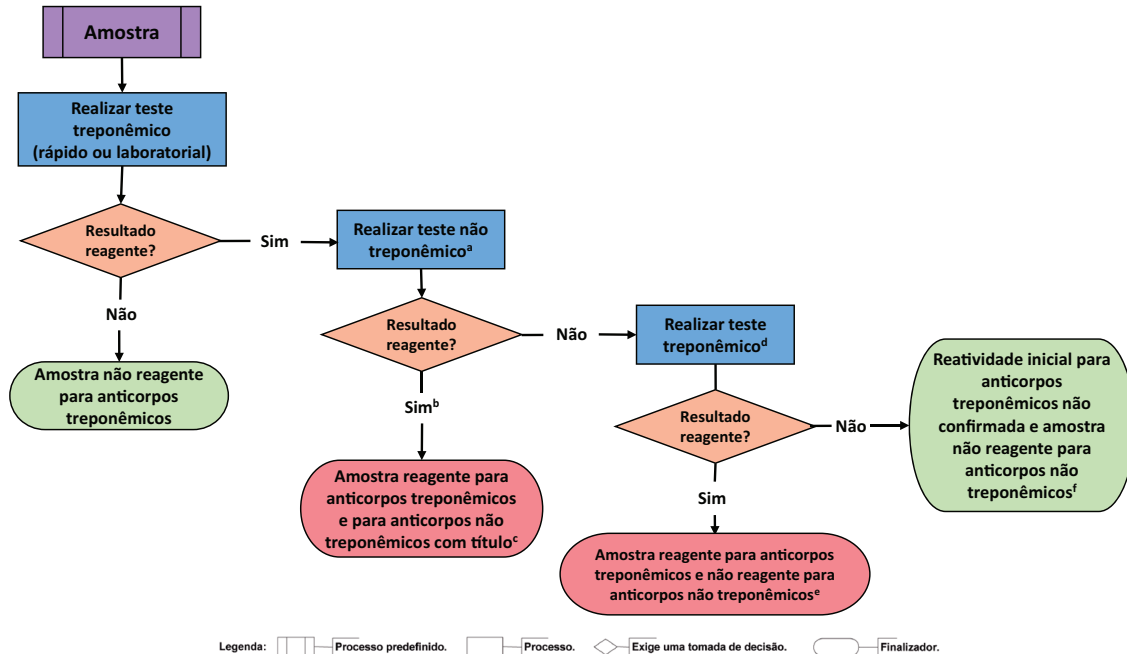 Amostra
Realizar teste
treponêmico
(rápido ou laboratorial)
Resultado
reagente?
Sim
Não
Amostra não reagente
para anticorpos
treponêmicos
Realizar teste não
treponêmicoᵃ
Resultado
reagente?
Não
Simᵇ
Amostra reagente para
anticorpos treponêmicos
e para anticorpos não
treponêmicos com títuloᶜ
Realizar teste
treponêmicoᵈ
Resultado
reagente?
Não
Sim
Amostra reagente para anticorpos
treponêmicos e não reagente para
anticorpos não treponêmicosᵉ
Reatividade inicial para
anticorpos
treponêmicos não
confirmada e amostra
não reagente para
anticorpos não
treponêmicosᶠ
Legenda: Processo predefinido. Processo. Exige uma tomada de decisão. Finalizador.